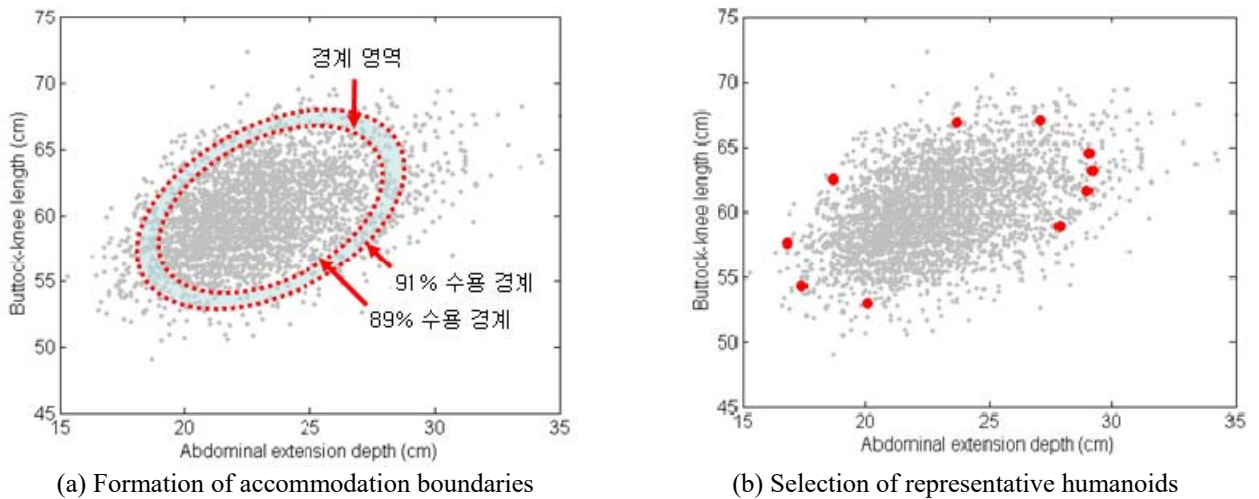 75
70
65
60
55
50
45
15
20
25
30
35
Buttock-knee length (cm)
Abdominal extension depth (cm)
경계 영역
91% 수용 경계
89% 수용 경계
(a) Formation of accommodation boundaries
75
70
65
60
55
50
45
15
20
25
30
35
Buttock-knee length (cm)
Abdominal extension depth (cm)
(b) Selection of representative humanoids